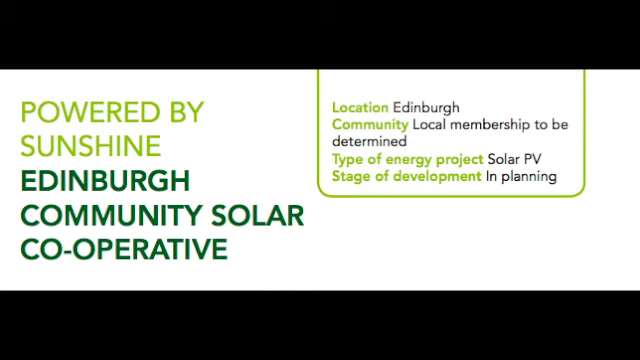 POWERED BY
SUNSHINE
EDINBURGH
COMMUNITY SOLAR
CO-OPERATIVE
Location Edinburgh
Community Local membership to be
determined
Type of energy project Solar PV
Stage of development In planning